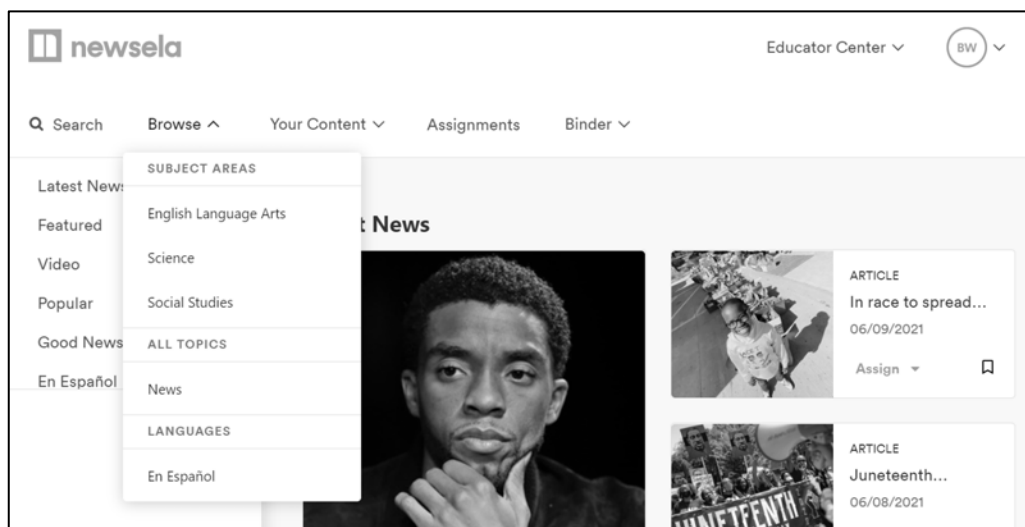 newsela
Educator Center
BW
Search
Browse
Your Content
Assignments
Binder
Latest News
Featured
Video
Popular
Good News
En Español
SUBJECT AREAS
English Language Arts
Science
Social Studies
ALL TOPICS
News
LANGUAGES
En Español
t News
ARTICLE
In race to spread...
06/09/2021
Assign
ARTICLE
Juneteenth...
06/08/2021
JUNETEENTH